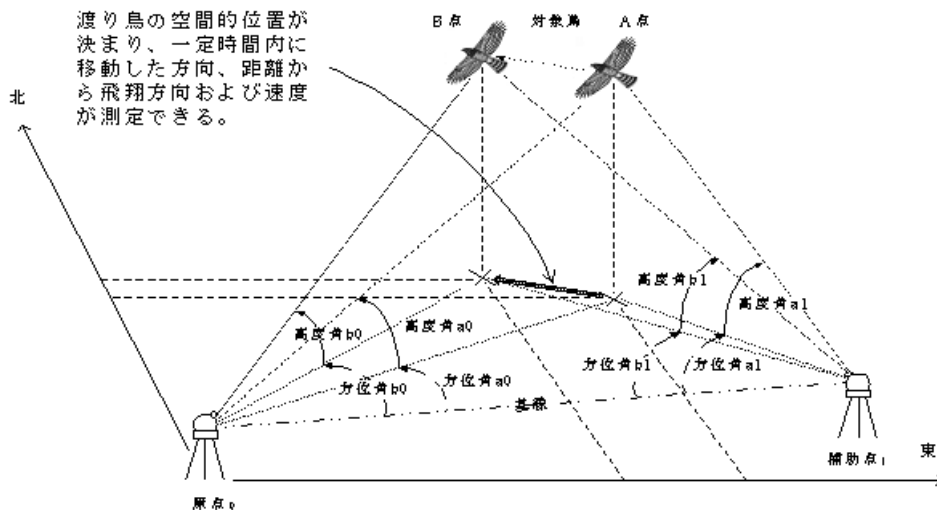 渡り鳥の空間的位置が
決まり、一定時間内に
移動した方向、距離か
ら飛翔方向および速度
が測定できる。
B点
対象鳥
A点
北
高度角b1
高度角a1
高度角b0
高度角a0
方位角b0
方位角a0
方位角b1
方位角a1
基線
補助点1
東
原点0